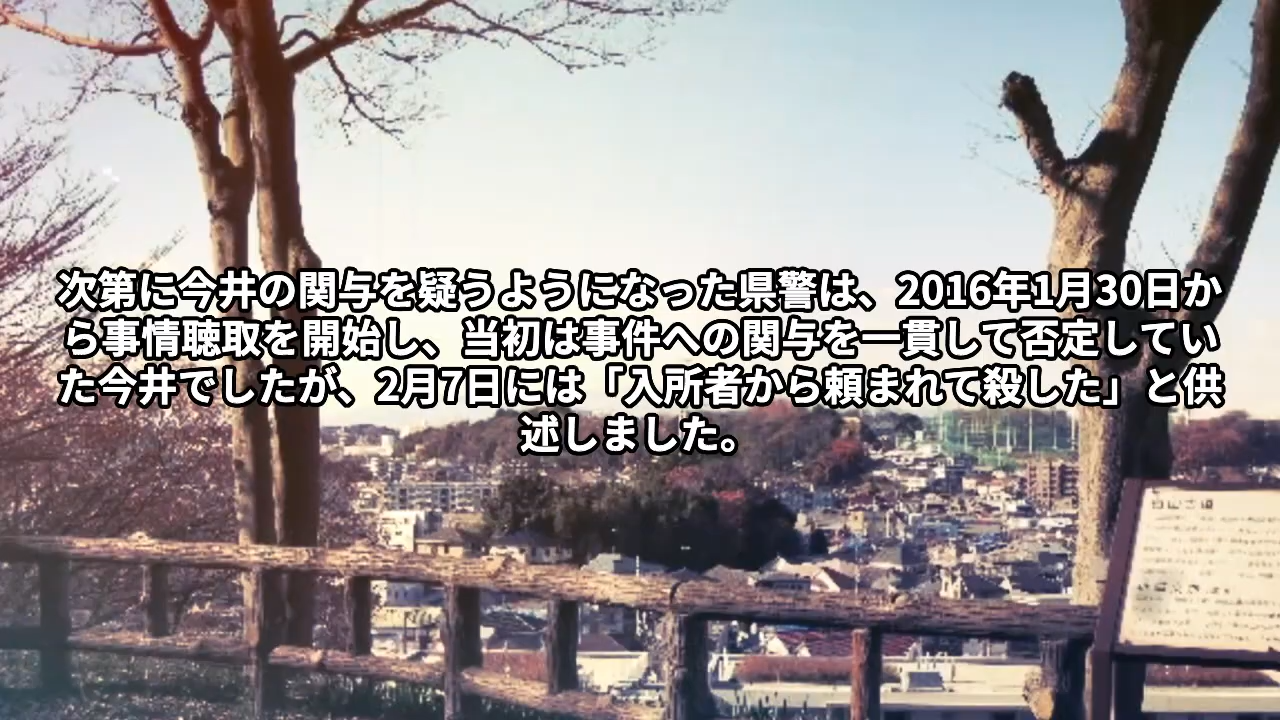 次第に今井の関与を疑うようになった県警は、2016年1月30日か
ら事情聴取を開始し、当初は事件への関与を一貫して否定してい
た今井でしたが、2月7日には「入所者から頼まれて殺した」と供
述しました。